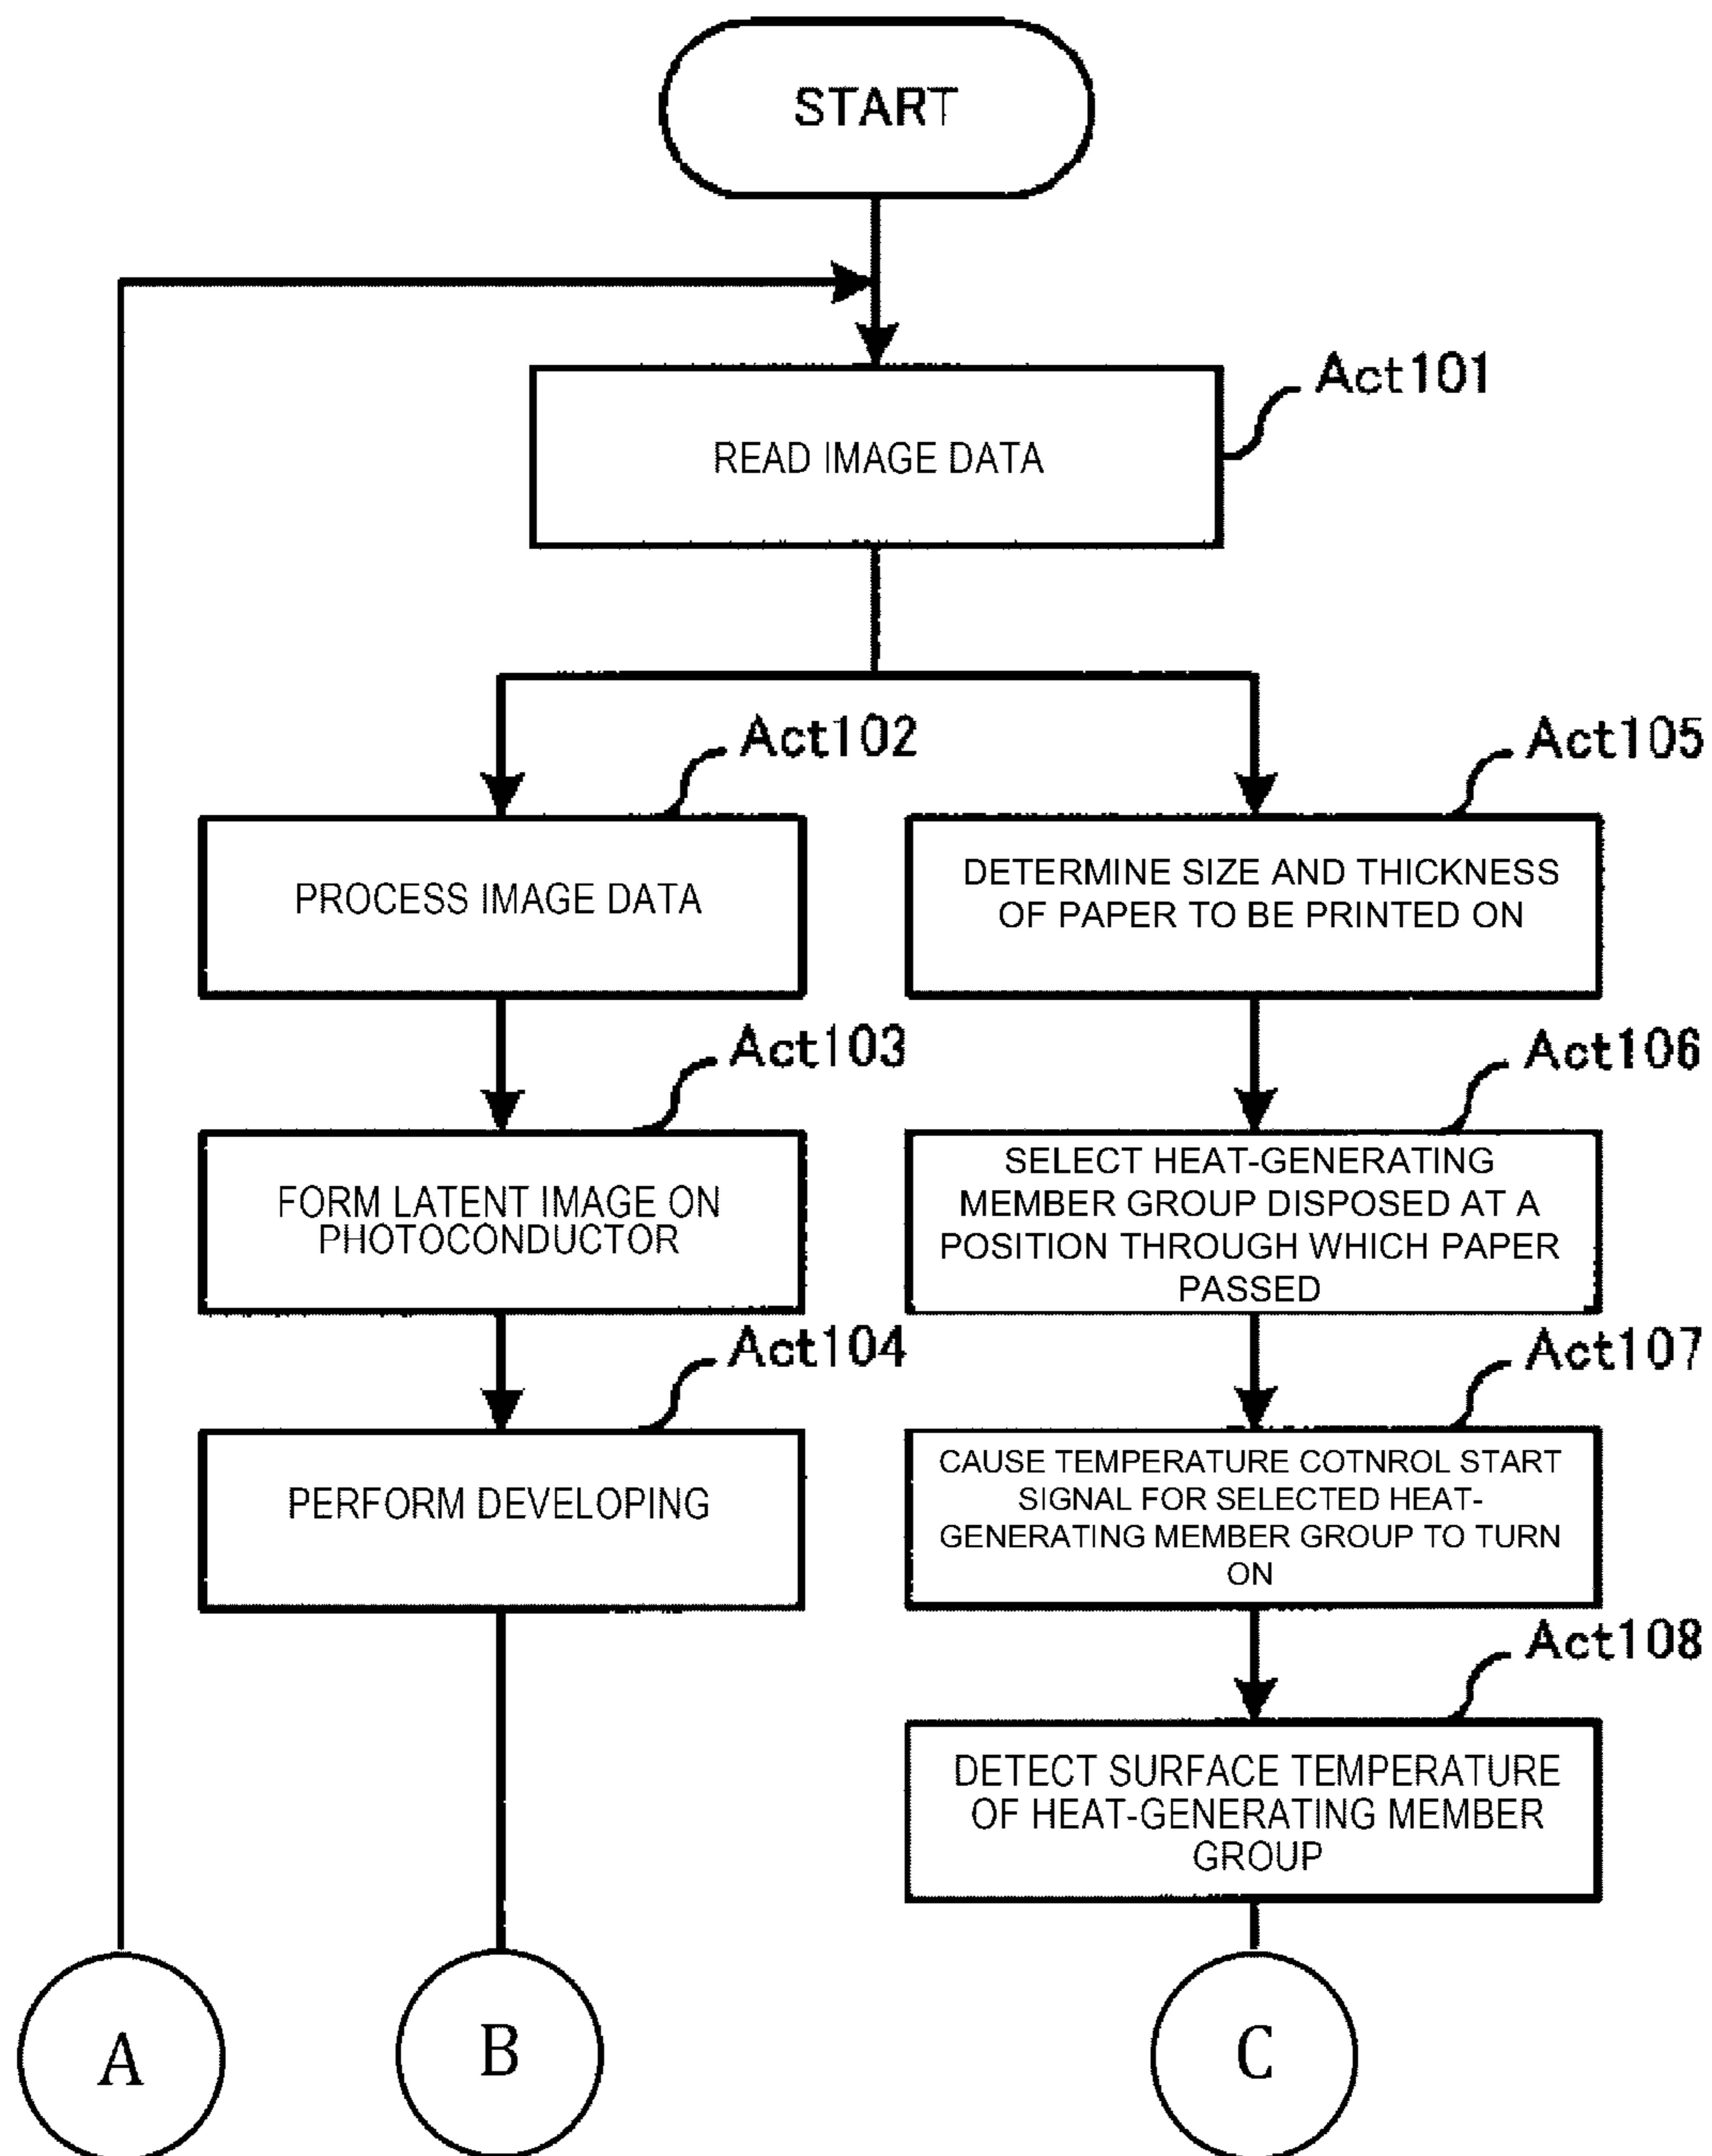 START
Act101
READ IMAGE DATA
Act102
PROCESS IMAGE DATA
Act103
FORM LATENT IMAGE ON
PHOTOCONDUCTOR
Act104
PERFORM DEVELOPING
Act105
DETERMINE SIZE AND THICKNESS
OF PAPER TO BE PRINTED ON
Act106
SELECT HEAT-GENERATING
MEMBER GROUP DISPOSED AT A
POSITION THROUGH WHICH PAPER
PASSED
Act107
CAUSE TEMPERATURE COTNROL START
SIGNAL FOR SELECTED HEAT-
GENERATING MEMBER GROUP TO TURN
ON
Act108
DETECT SURFACE TEMPERATURE
OF HEAT-GENERATING MEMBER
GROUP
A
B
C